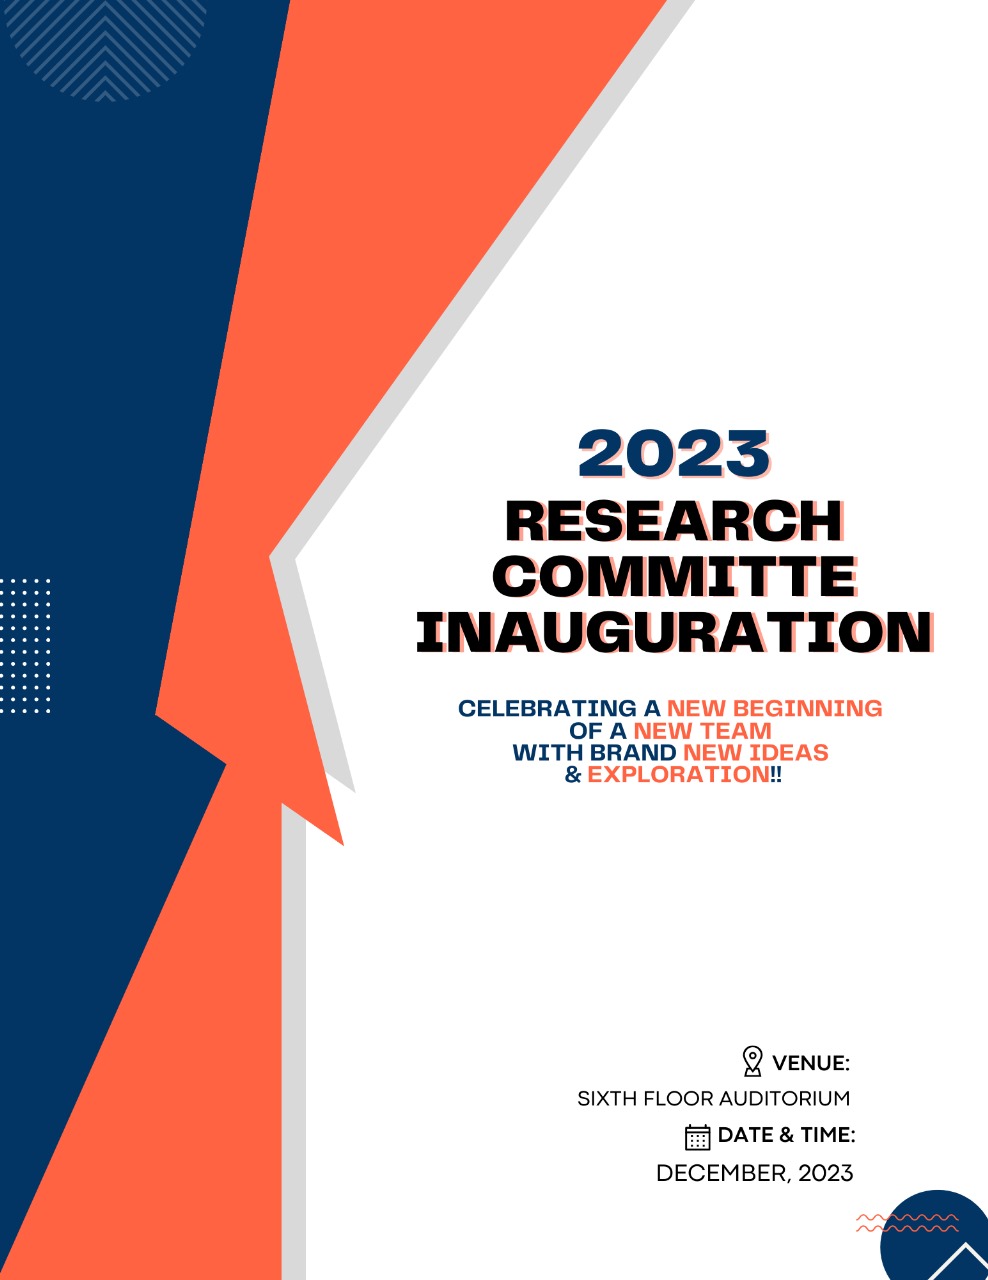 2023
RESEARCH
COMMITTE
INAUGURATION
CELEBRATING A NEW BEGINNING
OF A NEW TEAM
WITH BRAND NEW IDEAS
& EXPLORATION!!
VENUE:
SIXTH FLOOR AUDITORIUM
DATE & TIME:
DECEMBER, 2023